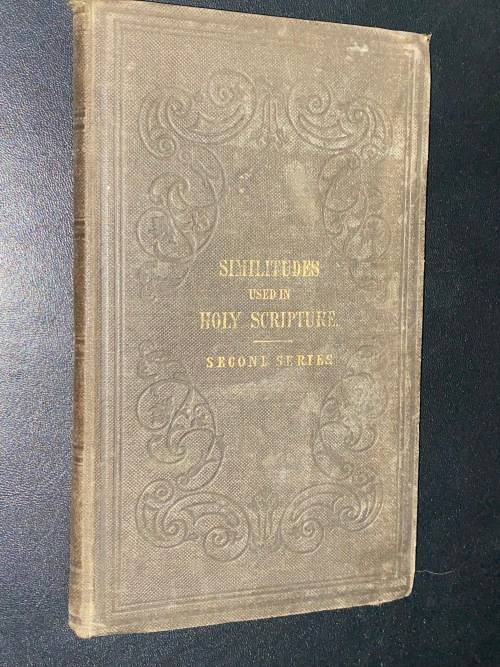 SIMILITUDES
USED IN
HOLY SCRIPTURE.
SECOND SERIES